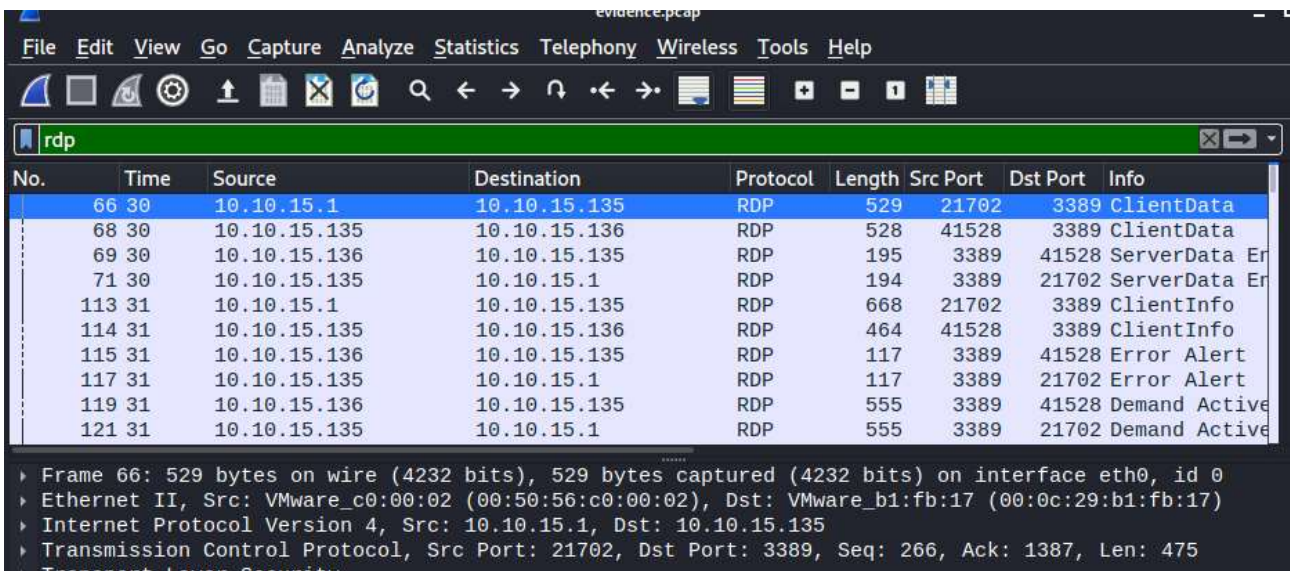 evidence.pcap
File Edit View Go Capture Analyze Statistics Telephony Wireless Tools Help
rdp
No. Time Source Destination Protocol Length Src Port Dst Port Info
66 30 10.10.15.1 10.10.15.135 RDP 529 21702 3389 ClientData
68 30 10.10.15.135 10.10.15.136 RDP 528 41528 3389 ClientData
69 30 10.10.15.136 10.10.15.135 RDP 195 3389 41528 ServerData Er
71 30 10.10.15.135 10.10.15.1 RDP 194 3389 21702 ServerData Er
113 31 10.10.15.1 10.10.15.135 RDP 668 21702 3389 ClientInfo
114 31 10.10.15.135 10.10.15.136 RDP 464 41528 3389 ClientInfo
115 31 10.10.15.136 10.10.15.135 RDP 117 3389 41528 Error Alert
117 31 10.10.15.135 10.10.15.1 RDP 117 3389 21702 Error Alert
119 31 10.10.15.136 10.10.15.135 RDP 555 3389 41528 Demand Active
121 31 10.10.15.135 10.10.15.1 RDP 555 3389 21702 Demand Active
Frame 66: 529 bytes on wire (4232 bits), 529 bytes captured (4232 bits) on interface eth0, id 0
Ethernet II, Src: VMware_c0:00:02 (00:50:56:c0:00:02), Dst: VMware_b1:fb:17 (00:0c:29:b1:fb:17)
Internet Protocol Version 4, Src: 10.10.15.1, Dst: 10.10.15.135
Transmission Control Protocol, Src Port: 21702, Dst Port: 3389, Seq: 266, Ack: 1387, Len: 475
Transport Layer Security